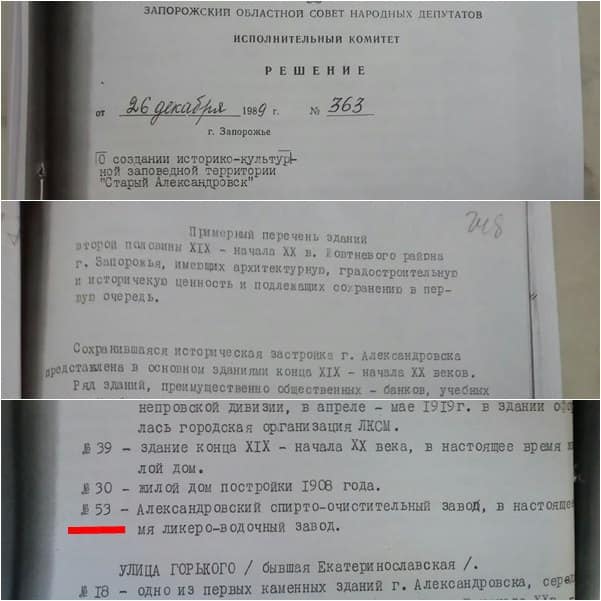 ЗАПОРОЖСКИЙ ОБЛАСТНОЙ СОВЕТ НАРОДНЫХ ДЕПУТАТОВ
ИСПОЛНИТЕЛЬНЫЙ КОМИТЕТ
РЕШЕНИЕ
от 26 декабря 1989 г. № 363
г. Запорожье
О создании историко-культур-
ной заповедной территории
"Старый Александровск"
Примерный перечень зданий
второй половины XIX – начала XX в. Жовтневого района
г. Запорожья, имеющих архитектурную, градостроительную
и историческую ценность и подлежащих сохранению в пер-
вую очередь.
Сохранившаяся историческая застройка г. Александровска
представлена в основном зданиями конца XIX – начала XX веков.
Ряд зданий, преимущественно общественных – банков, учебных
непровской дивизии, в апреле – мае 1919г. в здании
лась городская организация ЛКСМ.
№ 39 – здание конца XIX – начала XX века, в настоящее время
лой дом.
№ 30 – жилой дом постройки 1908 года.
№ 53 – Александровский спирто-очистительный завод, в настояще
мя ликеро-водочный завод.
УЛИЦА ГОРЬКОГО / бывшая Екатеринославская /.
№ 18 – одно из первых каменных зданий г. Александровска,